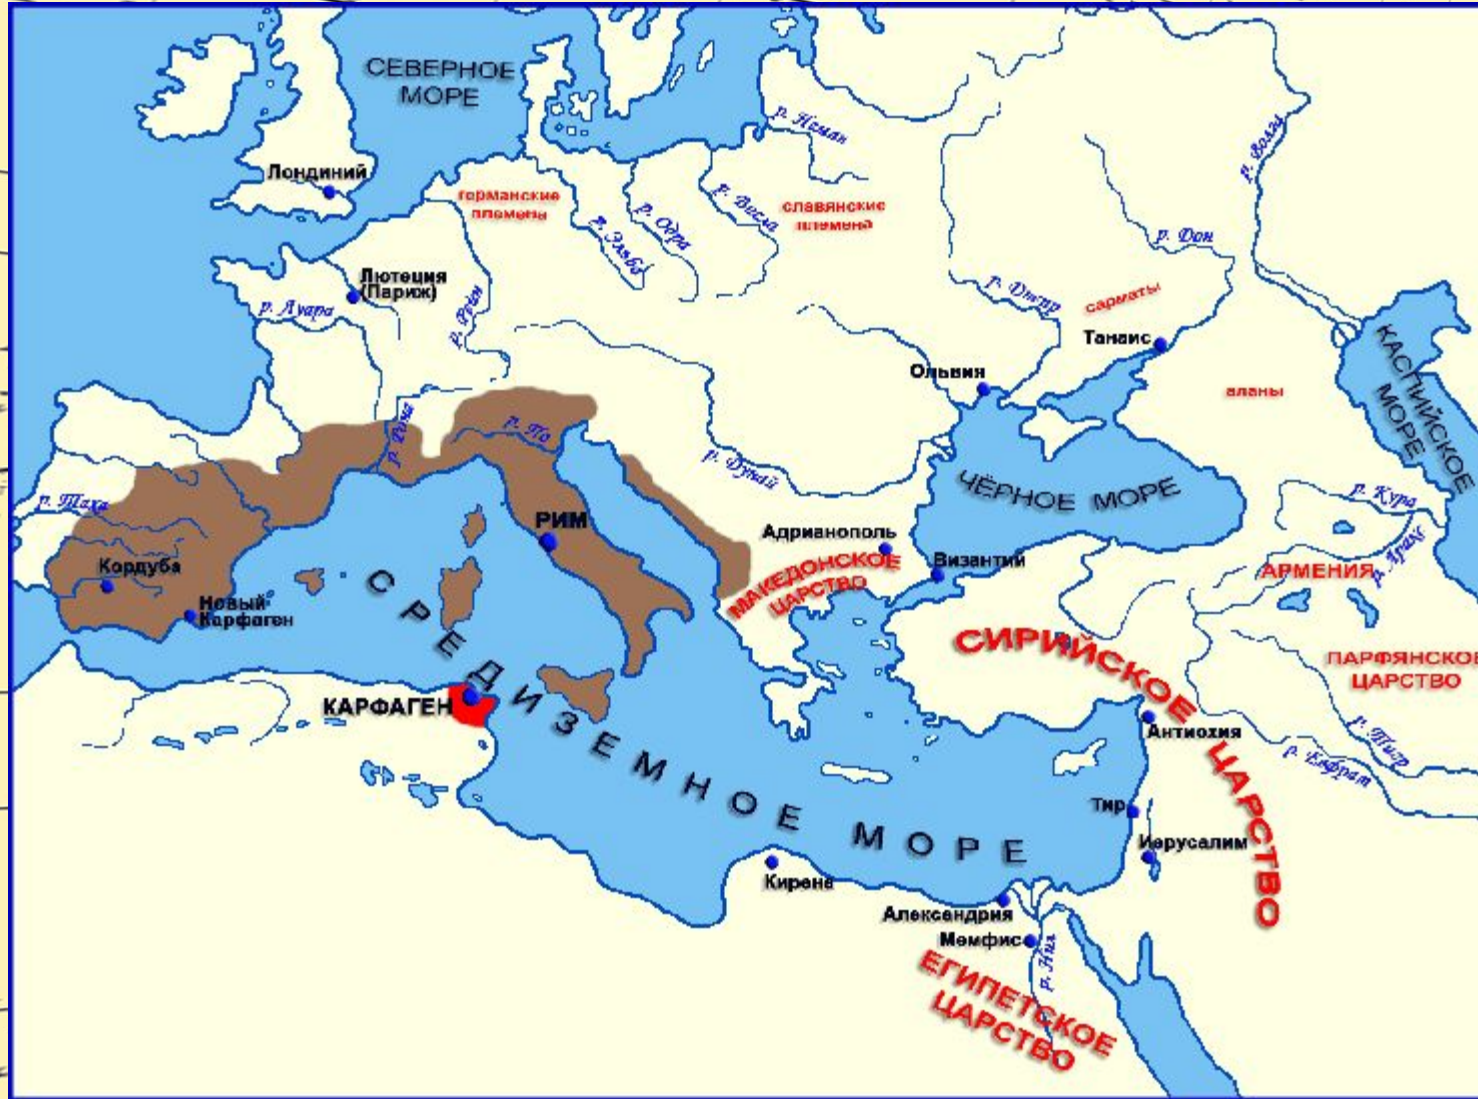 СЕВЕРНОЕ
МОРЕ
р. Неман
р. Волга
Лондиний
германские
племена
р. Эльба
р. Одра
р. Висла
славянские
племена
р. Дон
Лютеция
(Париж)
р. Луара
р. Рейн
р. Днепр
сарматы
Танаис
КАСПИЙСКОЕ
МОРЕ
Ольвия
аланы
р. Рона
р. По
р. Дунай
р. Таха
ЧЁРНОЕ МОРЕ
р. Кура
р. Аракс
РИМ
Адрианополь
МАКЕДОНСКОЕ
ЦАРСТВО
Византий
АРМЕНИЯ
Кордуба
Новый
Карфаген
СРЕДИЗЕМНОЕ МОРЕ
СИРИЙСКОЕ ЦАРСТВО
ПАРФЯНСКОЕ
ЦАРСТВО
КАРФАГЕН
Антиохия
р. Тигр
р. Евфрат
Тир
Иерусалим
Кирена
Александрия
Мемфис
р. Нил
ЕГИПЕТСКОЕ
ЦАРСТВО